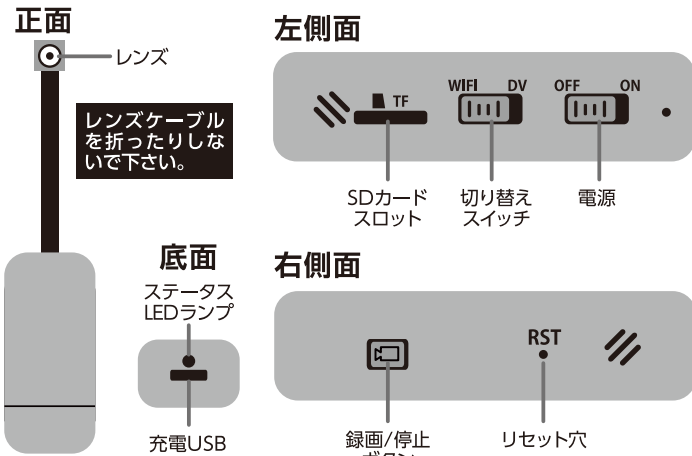 正面
レンズ
レンズケーブル
を折ったりしな
いで下さい。
左側面
TF
WIFI DV
OFF ON
SDカード
スロット
切り替え
スイッチ
電源
底面
ステータス
LEDランプ
充電USB
右側面
RST
録画/停止
ボタン
リセット穴